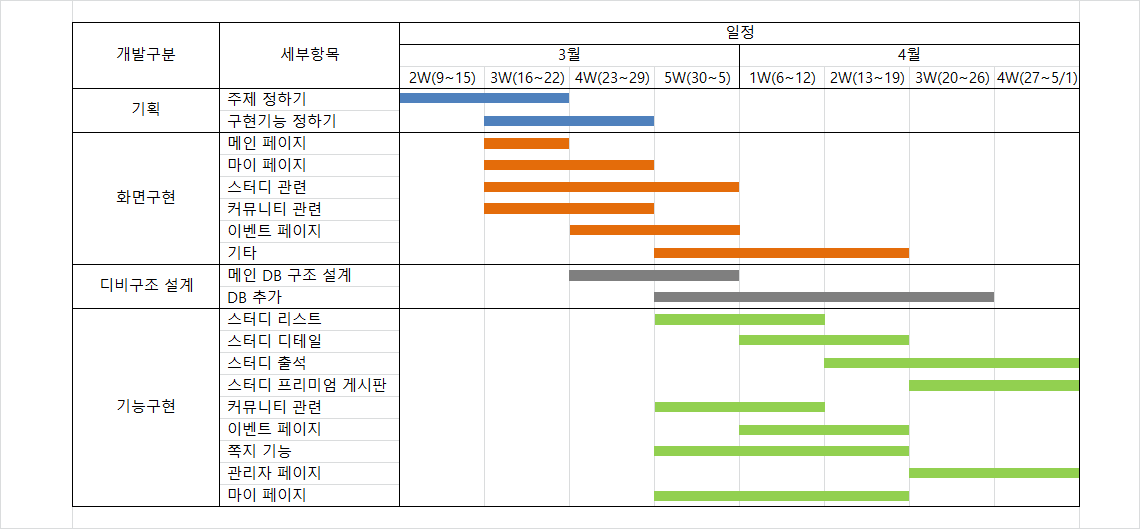 개발구분 세부항목 일정
3월 4월
2W(9~15) 3W(16~22) 4W(23~29) 5W(30~5) 1W(6~12) 2W(13~19) 3W(20~26) 4W(27~5/1)
기획 주제 정하기
구현기능 정하기
화면구현 메인 페이지
마이 페이지
스터디 관련
커뮤니티 관련
이벤트 페이지
기타
디비구조 설계 메인 DB 구조 설계
DB 추가
기능구현 스터디 리스트
스터디 디테일
스터디 출석
스터디 프리미엄 게시판
커뮤니티 관련
이벤트 페이지
쪽지 기능
관리자 페이지
마이 페이지